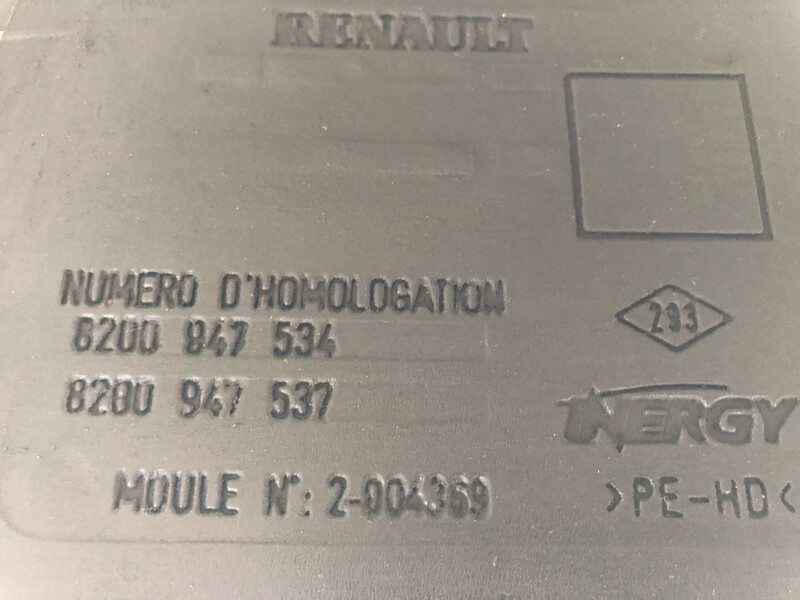 RENAULT
NUMERO D'HOMOLOGATION
8200 947 534
8200 947 537
293
INERGY
MOULE N°: 2-004369
>PE-HD<